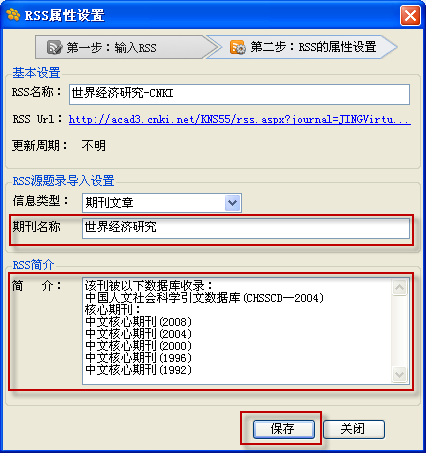 RSS属性设置
第一步：输入RSS
第二步：RSS的属性设置
基本设置
RSS名称： 世界经济研究-CNKI
RSS Url： http://acad3.cnki.net/KNS55/rss.aspx?journal=JINGVirtu...
更新周期： 不明
RSS源题录导入设置
信息类型： 期刊文章
期刊名称 世界经济研究
RSS简介
简 介： 该刊被以下数据库收录：
中国人文社会科学引文数据库(CHSSCD—2004)
核心期刊：
中文核心期刊(2008)
中文核心期刊(2004)
中文核心期刊(2000)
中文核心期刊(1996)
中文核心期刊(1992)
保存 关闭